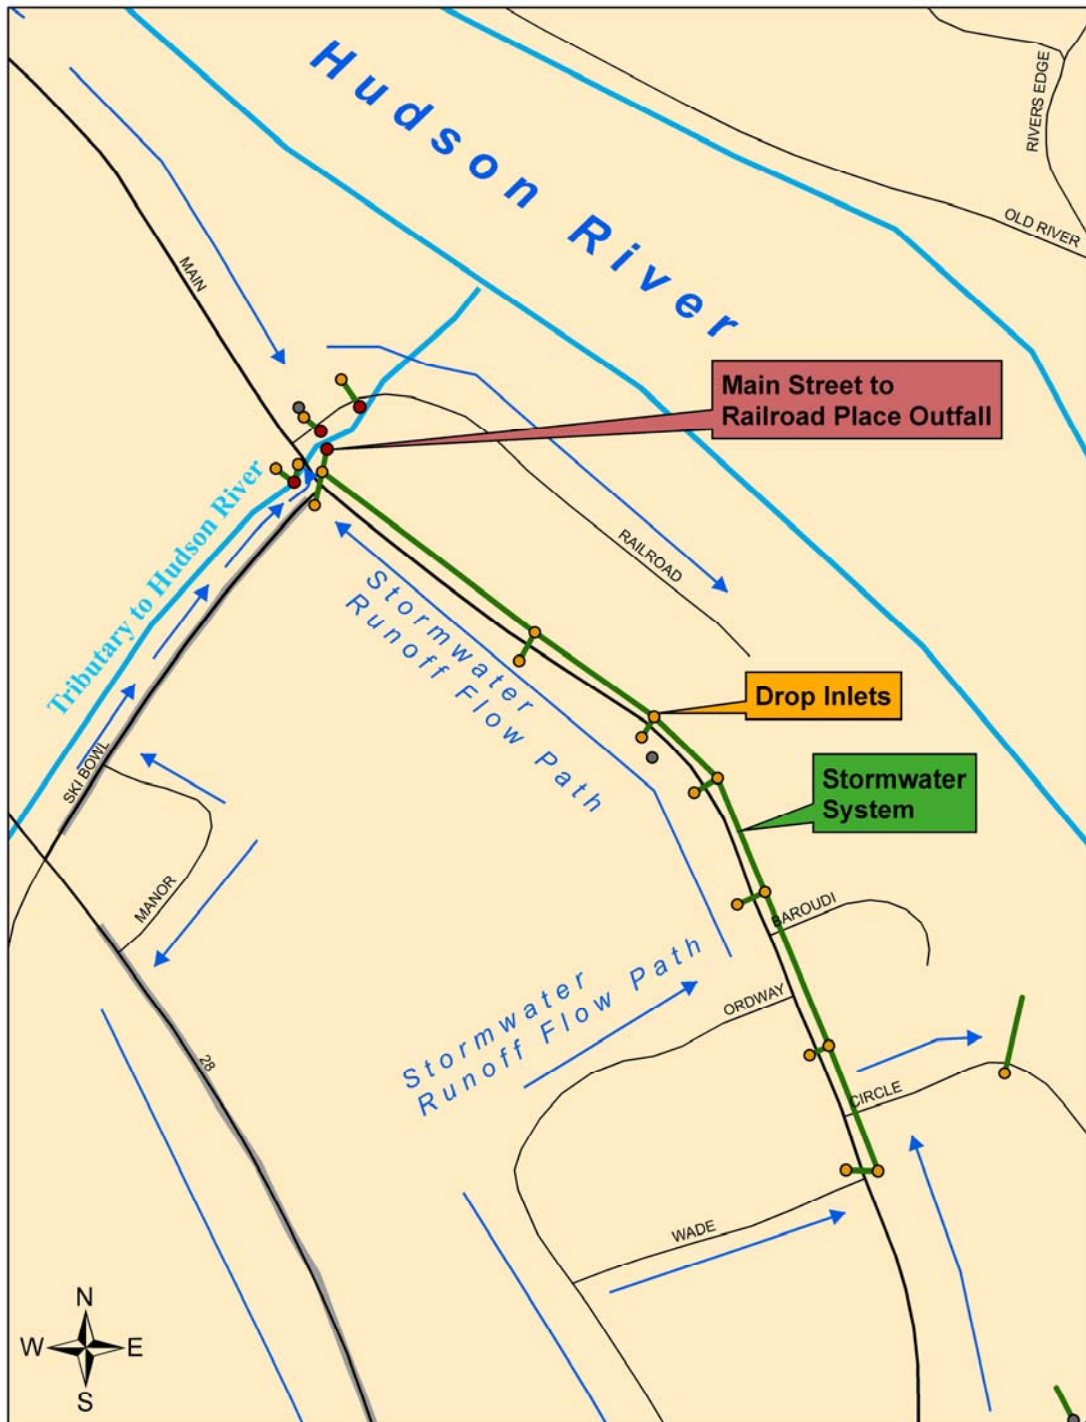 Hudson River
RIVERS EDGE
OLD RIVER
MAIN
Main Street to
Railroad Place Outfall
Tributary to Hudson River
RAILROAD
Stormwater
Runoff Flow Path
Drop Inlets
SKI BOWL
Stormwater
System
MANOR
BAROUDI
Stormwater
Runoff Flow Path
ORDWAY
28
CIRCLE
WADE
N
W
E
S